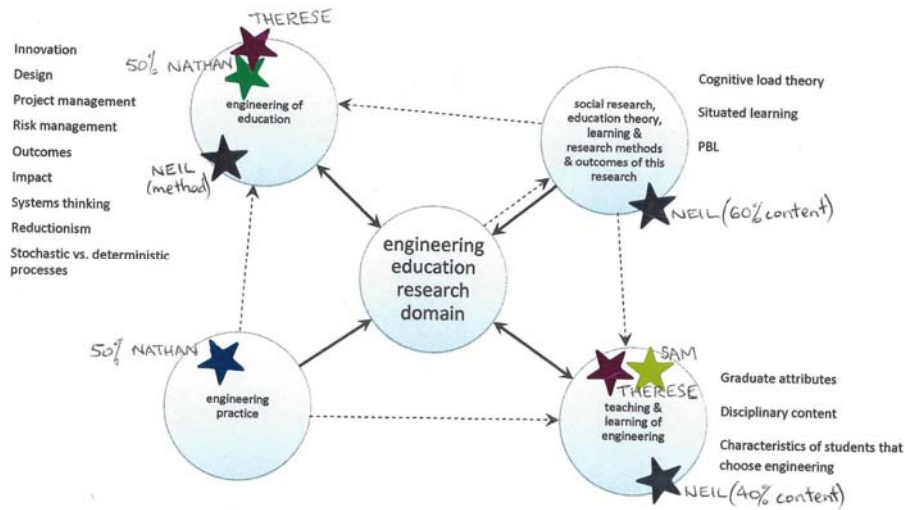 THERESE
50% NATHAN
engineering of
education
NEIL
(method)
Innovation
Design
Project management
Risk management
Outcomes
Impact
Systems thinking
Reductionism
Stochastic vs. deterministic
processes
social research,
education theory,
learning &
research methods
& outcomes of this
research
NEIL (60% content)
Cognitive load theory
Situated learning
PBL
engineering
education
research
domain
50% NATHAN
engineering
practice
SAM
THERESE
teaching &
learning of
engineering
NEIL (40% content)
Graduate attributes
Disciplinary content
Characteristics of students that
choose engineering